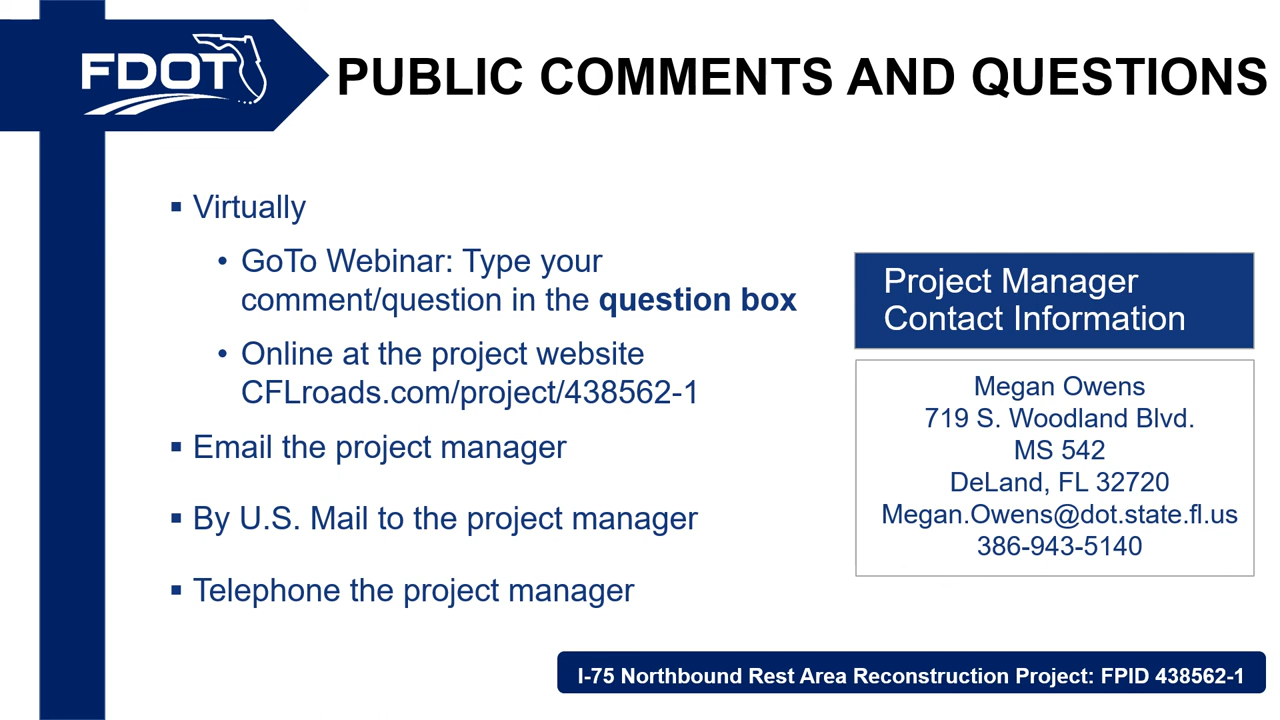 FDOT
PUBLIC COMMENTS AND QUESTIONS
▪ Virtually
• GoTo Webinar: Type your
comment/question in the question box
• Online at the project website
CFLroads.com/project/438562-1
▪ Email the project manager
▪ By U.S. Mail to the project manager
▪ Telephone the project manager
Project Manager
Contact Information
Megan Owens
719 S. Woodland Blvd.
MS 542
DeLand, FL 32720
Megan.Owens@dot.state.fl.us
386-943-5140
I-75 Northbound Rest Area Reconstruction Project: FPID 438562-1